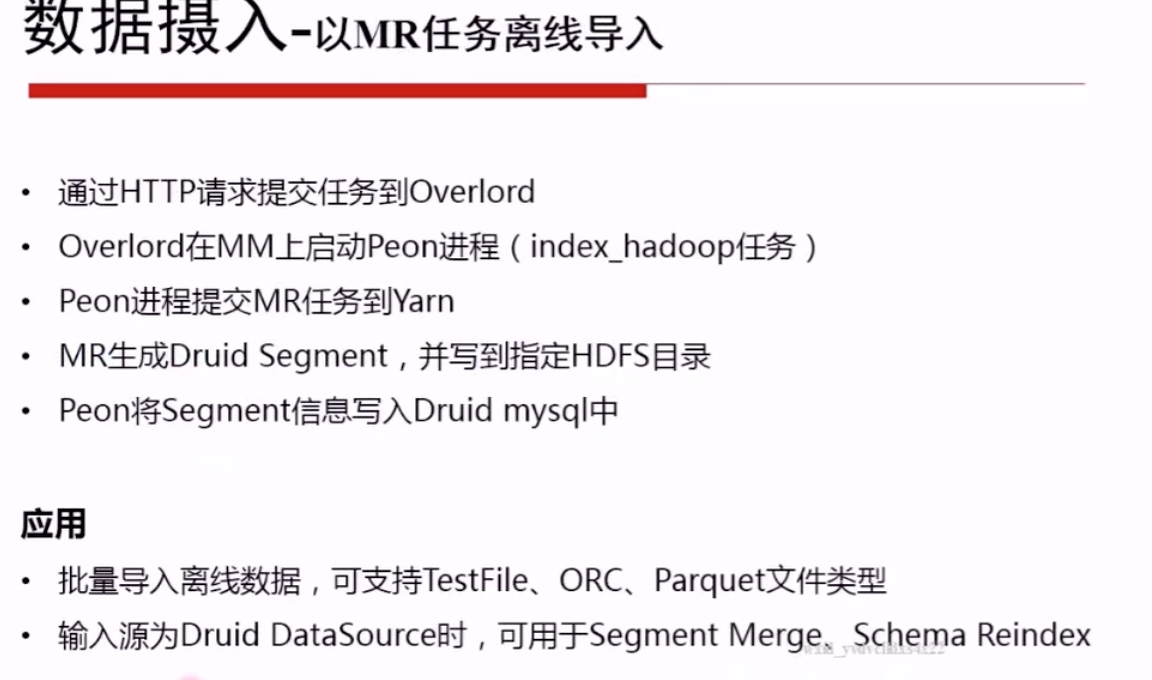 数据摄入-以MR任务离线导入
• 通过HTTP请求提交任务到Overlord
• Overlord在MM上启动Peon进程（index_hadoop任务）
• Peon进程提交MR任务到Yarn
• MR生成Druid Segment，并写到指定HDFS目录
• Peon将Segment信息写入Druid mysql中
应用
• 批量导入离线数据，可支持TestFile、ORC、Parquet文件类型
• 输入源为Druid DataSource时，可用于Segment Merge、Schema Reindex